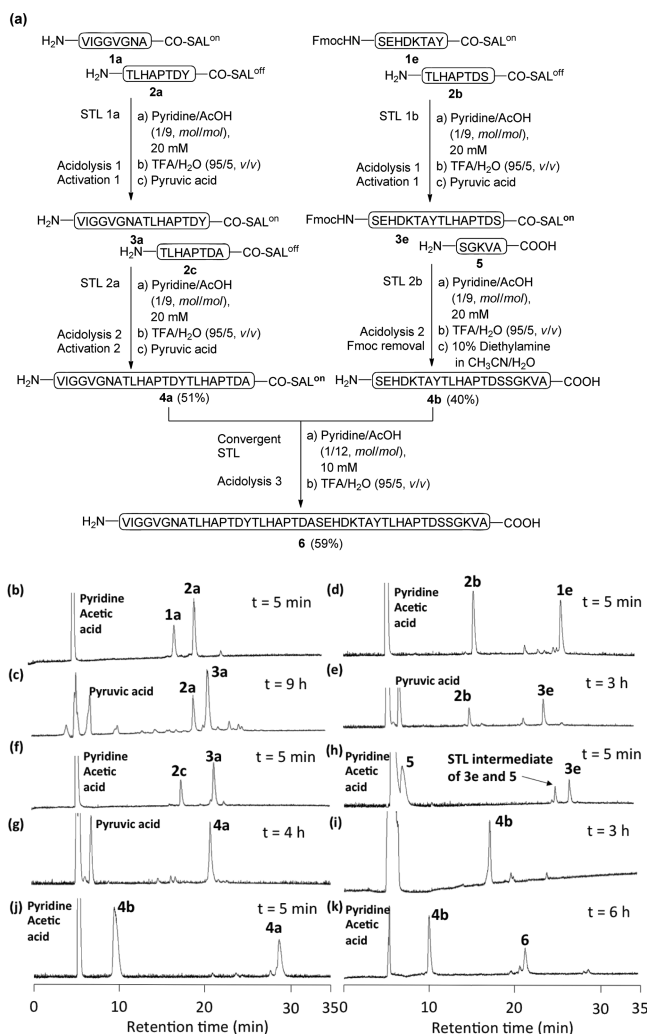 (a)
H₂N—VIGGVGNA—CO-SALᵒⁿ
1a
H₂N—TLHAPTDY—CO-SALᵒᶠᶠ
2a
STL 1a
a) Pyridine/AcOH
(1/9, mol/mol),
20 mM
Acidolysis 1
Activation 1
b) TFA/H₂O (95/5, v/v)
c) Pyruvic acid
H₂N—VIGGVGNATLHAPTDY—CO-SALᵒⁿ
3a
H₂N—TLHAPTDA—CO-SALᵒᶠᶠ
2c
STL 2a
a) Pyridine/AcOH
(1/9, mol/mol),
20 mM
Acidolysis 2
Activation 2
b) TFA/H₂O (95/5, v/v)
c) Pyruvic acid
H₂N—VIGGVGNATLHAPTDYTLHAPTDA—CO-SALᵒⁿ
4a (51%)
FmocHN—SEHDKTAY—CO-SALᵒⁿ
1e
H₂N—TLHAPTDS—CO-SALᵒᶠᶠ
2b
STL 1b
a) Pyridine/AcOH
(1/9, mol/mol),
20 mM
Acidolysis 1
Activation 1
b) TFA/H₂O (95/5, v/v)
c) Pyruvic acid
FmocHN—SEHDKTAYTLHAPTDS—CO-SALᵒⁿ
3e
H₂N—SGKVA—COOH
5
STL 2b
a) Pyridine/AcOH
(1/9, mol/mol),
20 mM
Acidolysis 2
Fmoc removal
b) TFA/H₂O (95/5, v/v)
c) 10% Diethylamine
in CH₃CN/H₂O
H₂N—SEHDKTAYTLHAPTDSSGKVA—COOH
4b (40%)
Convergent
STL
a) Pyridine/AcOH
(1/12, mol/mol),
10 mM
Acidolysis 3
b) TFA/H₂O (95/5, v/v)
H₂N—VIGGVGNATLHAPTDYTLHAPTDASEHDKTAYTLHAPTDSSGKVA—COOH
6 (59%)
(b)
Pyridine
Acetic
acid
1a
2a
t = 5 min
(d)
Pyridine
Acetic
acid
2b
1e
t = 5 min
(c)
Pyruvic acid
2a
3a
t = 9 h
(e)
Pyruvic acid
2b
3e
t = 3 h
(f)
Pyridine
Acetic
acid
2c
3a
t = 5 min
(h)
Pyridine
Acetic
acid
5
STL intermediate
of 3e and 5
3e
t = 5 min
(g)
Pyruvic acid
4a
t = 4 h
(i)
4b
t = 3 h
(j)
Pyridine
Acetic
acid
4b
4a
t = 5 min
(k)
Pyridine
Acetic
acid
4b
6
t = 6 h
0 10 20 30 35
Retention time (min)
0 10 20 30 35
Retention time (min)